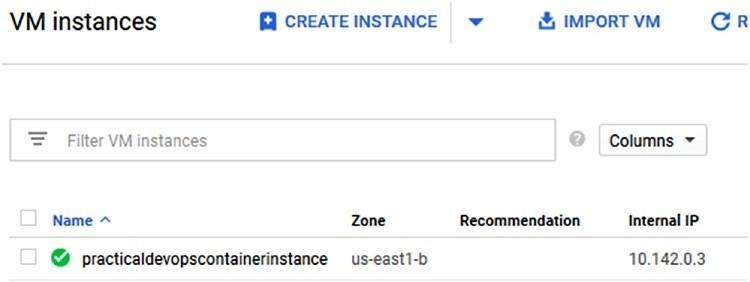 VM instances CREATE INSTANCE IMPORT VM R
Filter VM instances ? Columns
Name Zone Recommendation Internal IP
practicaldevopscontainerinstance us-east1-b 10.142.0.3